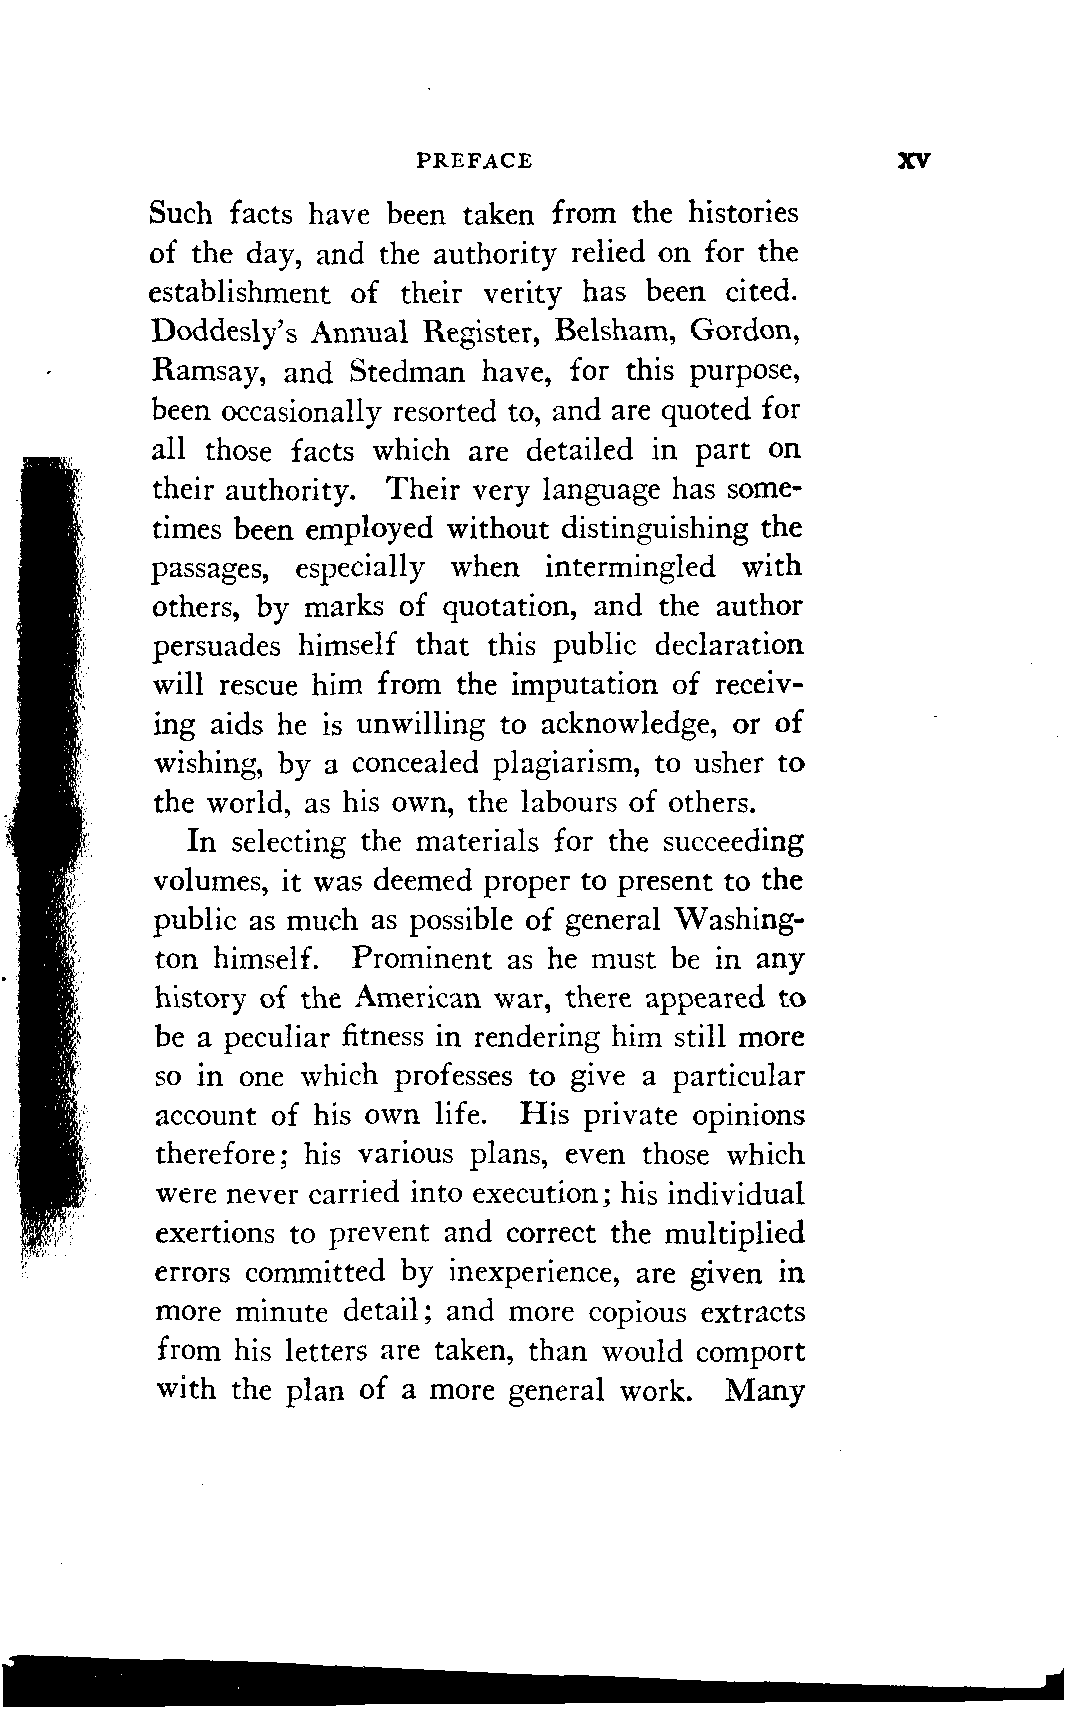 PREFACE xv
Such facts have been taken from the histories
of the day, and the authority relied on for the
establishment of their verity has been cited.
Doddesly's Annual Register, Belsham, Gordon,
Ramsay, and Stedman have, for this purpose,
been occasionally resorted to, and are quoted for
all those facts which are detailed in part on
their authority. Their very language has some-
times been employed without distinguishing the
passages, especially when intermingled with
others, by marks of quotation, and the author
persuades himself that this public declaration
will rescue him from the imputation of receiv-
ing aids he is unwilling to acknowledge, or of
wishing, by a concealed plagiarism, to usher to
the world, as his own, the labours of others.
In selecting the materials for the succeeding
volumes, it was deemed proper to present to the
public as much as possible of general Washing-
ton himself. Prominent as he must be in any
history of the American war, there appeared to
be a peculiar fitness in rendering him still more
so in one which professes to give a particular
account of his own life. His private opinions
therefore; his various plans, even those which
were never carried into execution; his individual
exertions to prevent and correct the multiplied
errors committed by inexperience, are given in
more minute detail; and more copious extracts
from his letters are taken, than would comport
with the plan of a more general work. Many